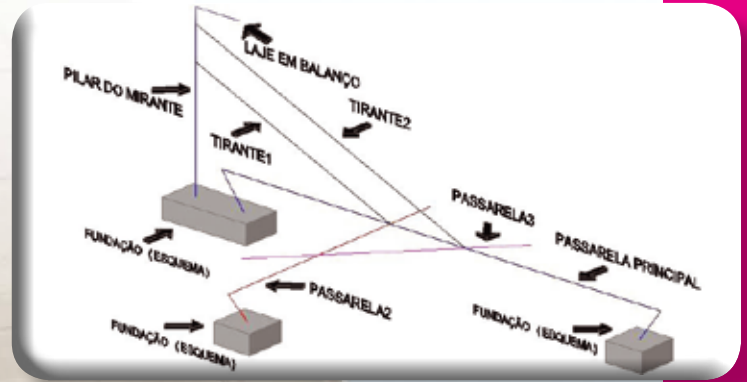 LAJE EM BALANÇO
PILAR DO MIRANTE
TIRANTE2
TIRANTE1
PASSARELA3
PASSARELA PRINCIPAL
FUNDAÇÃO (ESQUEMA)
PASSARELA2
FUNDAÇÃO (ESQUEMA)
FUNDAÇÃO (ESQUEMA)